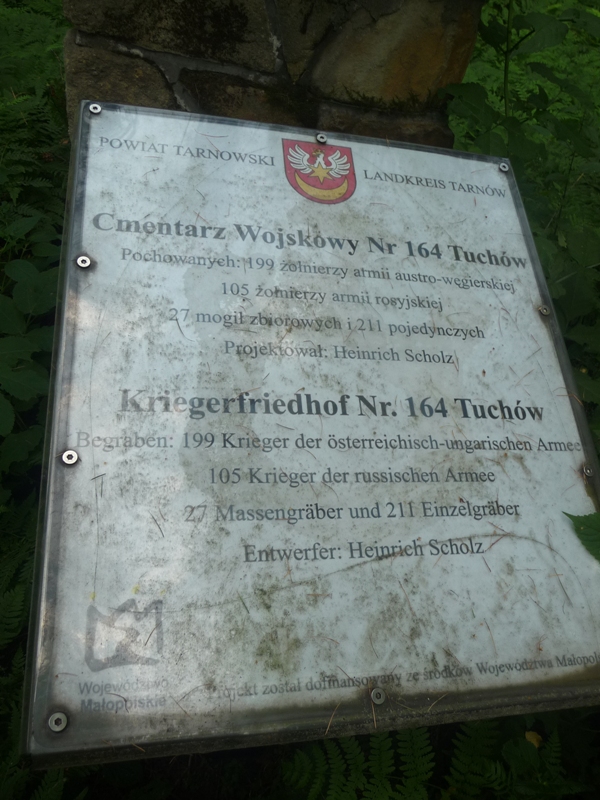 POWIAT TARNOWSKI LANDKREIS TARNÓW
Cmentarz Wojskowy Nr 164 Tuchów
Pochowanych: 199 żołnierzy armii austro-węgierskiej
105 żołnierzy armii rosyjskiej
27 mogił zbiorowych i 211 pojedynczych
Projektował: Heinrich Scholz
Kriegerfriedhof Nr. 164 Tuchów
Begraben: 199 Krieger der österreichisch-ungarischen Armee
105 Krieger der russischen Armee
27 Massengräber und 211 Einzelgräber
Entwerfer: Heinrich Scholz
Województwo
Małopolskie
Projekt został dofinansowany ze środków Województwa